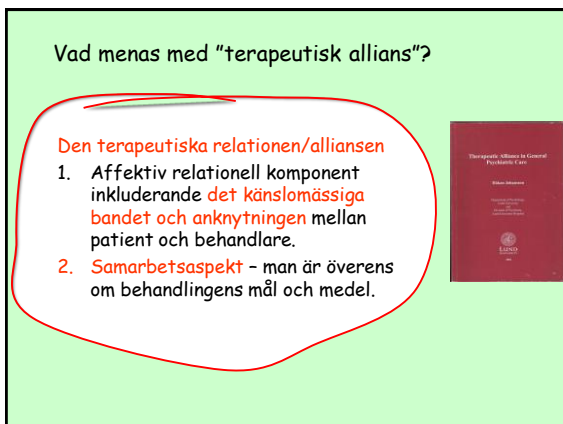 Vad menas med ”terapeutisk allians”?
Den terapeutiska relationen/alliansen
1. Affektiv relationell komponent
inkluderande det känslomässiga
bandet och anknytningen mellan
patient och behandlare.
2. Samarbetsaspekt – man är överens
om behandlingens mål och medel.
Therapeutic Alliance in General
Psychiatric Care
LUND